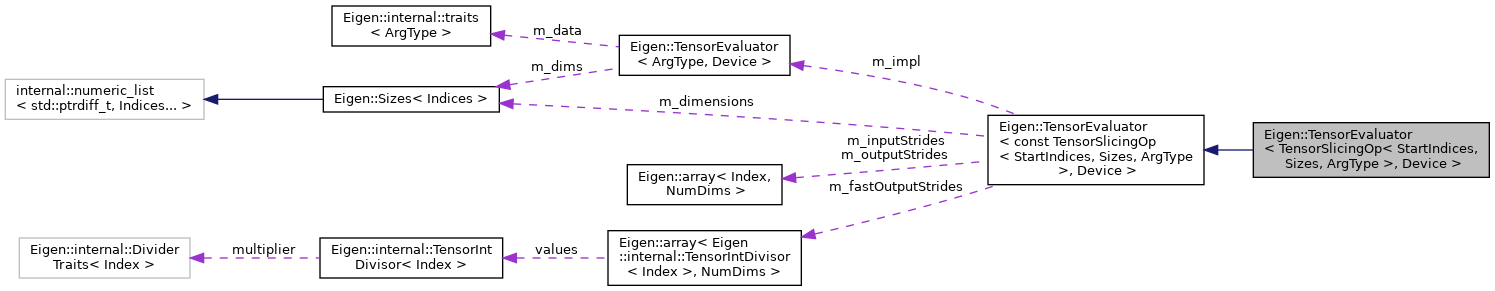 Eigen::internal::traits
< ArgType >
m_data
Eigen::TensorEvaluator
< ArgType, Device >
m_impl
m_dims
internal::numeric_list
< std::ptrdiff_t, Indices... >
Eigen::Sizes< Indices >
m_dimensions
Eigen::TensorEvaluator
< const TensorSlicingOp
< StartIndices, Sizes, ArgType
>, Device >
Eigen::TensorEvaluator
< TensorSlicingOp< StartIndices,
Sizes, ArgType >, Device >
m_inputStrides
m_outputStrides
Eigen::array< Index,
NumDims >
m_fastOutputStrides
Eigen::internal::Divider
Traits< Index >
multiplier
Eigen::internal::TensorInt
Divisor< Index >
values
Eigen::array< Eigen
::internal::TensorIntDivisor
< Index >, NumDims >